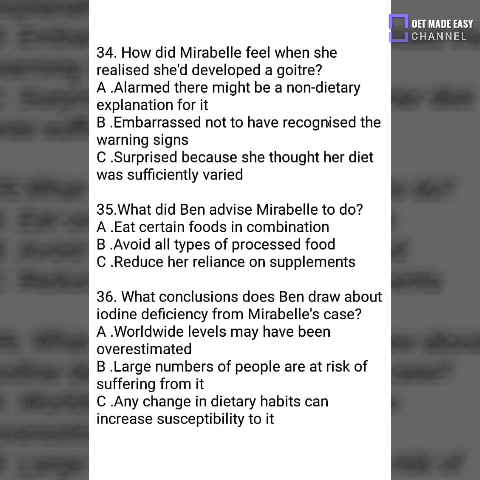 OET MADE EASY
CHANNEL
34. How did Mirabelle feel when she
realised she'd developed a goitre?
A .Alarmed there might be a non-dietary
explanation for it
B .Embarrassed not to have recognised the
warning signs
C .Surprised because she thought her diet
was sufficiently varied
35.What did Ben advise Mirabelle to do?
A .Eat certain foods in combination
B .Avoid all types of processed food
C .Reduce her reliance on supplements
36. What conclusions does Ben draw about
iodine deficiency from Mirabelle's case?
A .Worldwide levels may have been
overestimated
B .Large numbers of people are at risk of
suffering from it
C .Any change in dietary habits can
increase susceptibility to it